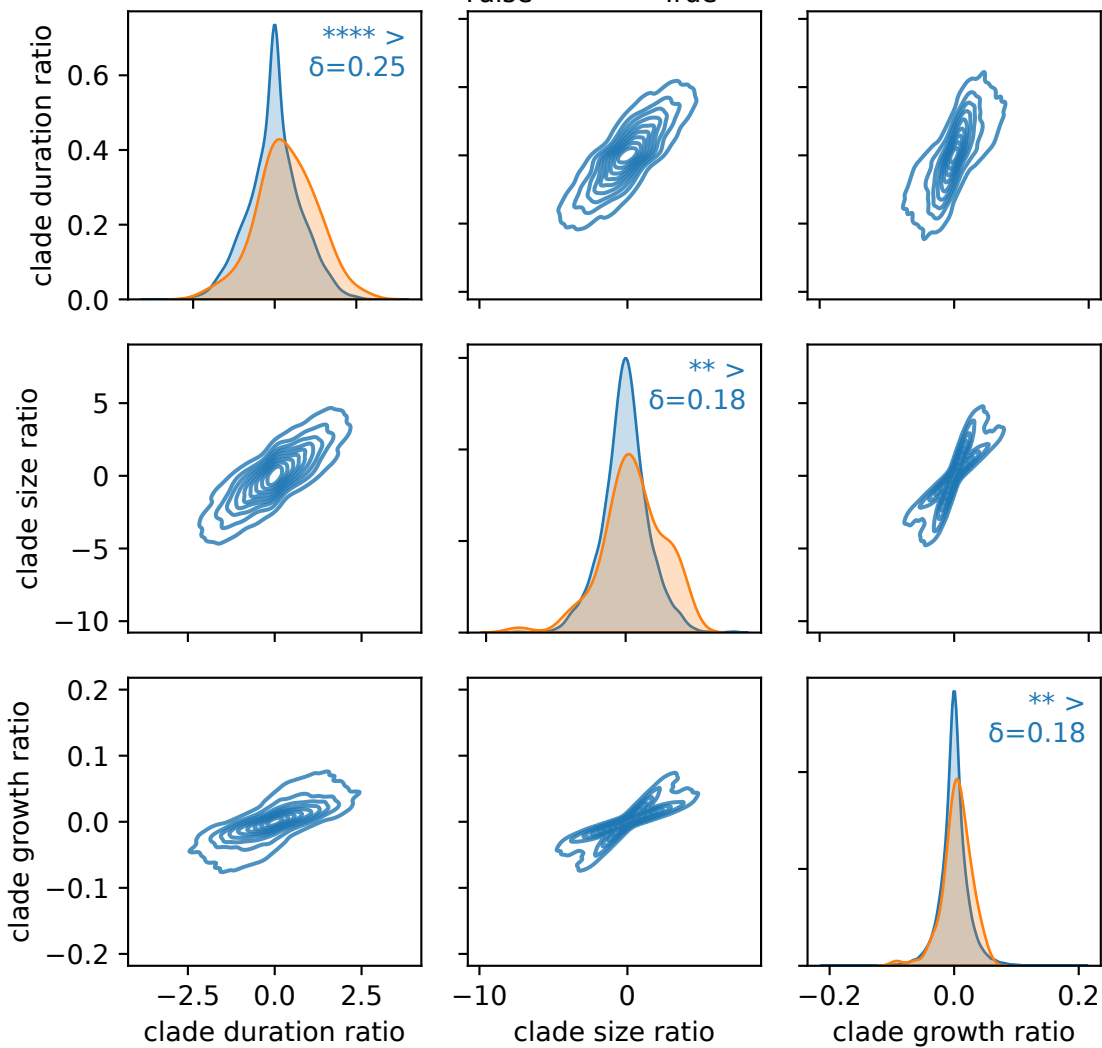 clade duration ratio
0.6
0.4
0.2
0.0
**** >
δ=0.25
clade size ratio
5
0
−5
−10
** >
δ=0.18
clade growth ratio
0.2
0.1
0.0
−0.1
−0.2
** >
δ=0.18
−2.5 0.0 2.5
−10 0
−0.2 0.0 0.2
clade duration ratio
clade size ratio
clade growth ratio